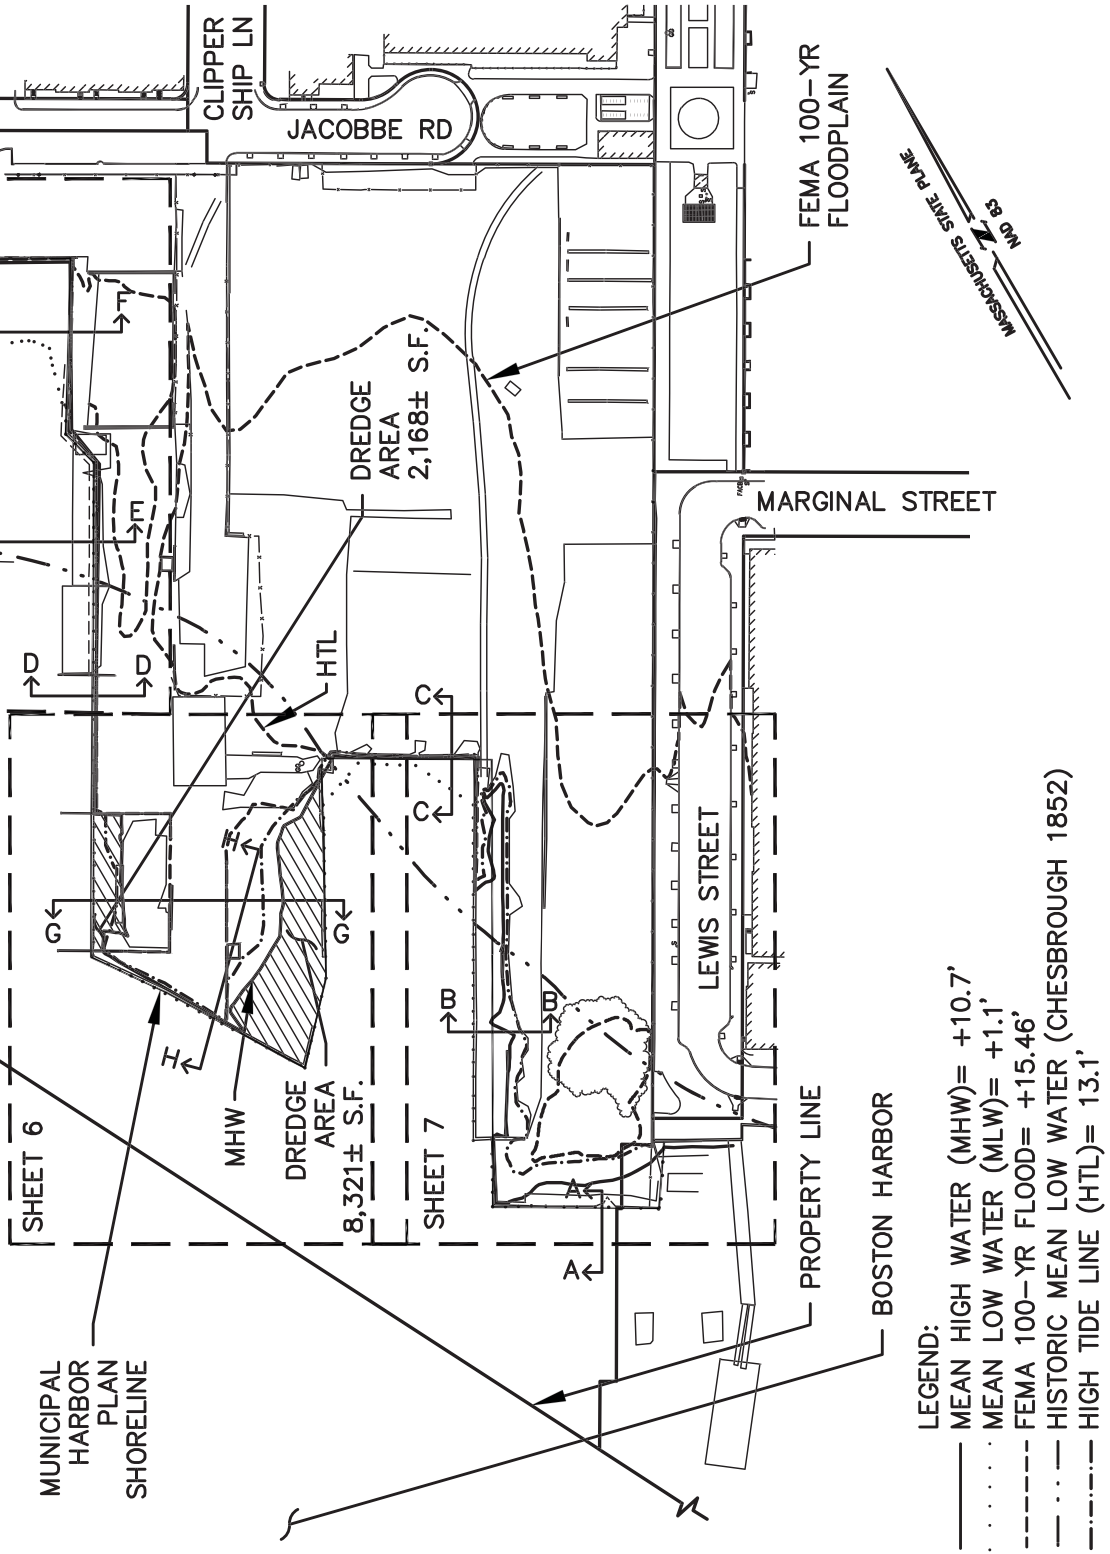 CLIPPER
SHIP LN
JACOBBE RD
FEMA 100-YR
FLOODPLAIN
MASSACHUSETTS STATE PLANE
N
NAD 83
F
DREDGE
AREA
2,168± S.F.
E
MARGINAL STREET
D
D
HTL
C
C
LEWIS STREET
H
G
G
B
B
H
MHW
DREDGE
AREA
8,321± S.F.
SHEET 6
SHEET 7
A
A
PROPERTY LINE
BOSTON HARBOR
MUNICIPAL
HARBOR
PLAN
SHORELINE
LEGEND:
MEAN HIGH WATER (MHW)= +10.7'
MEAN LOW WATER (MLW)= +1.1'
FEMA 100-YR FLOOD= +15.46'
HISTORIC MEAN LOW WATER (CHESBROUGH 1852)
HIGH TIDE LINE (HTL)= 13.1'